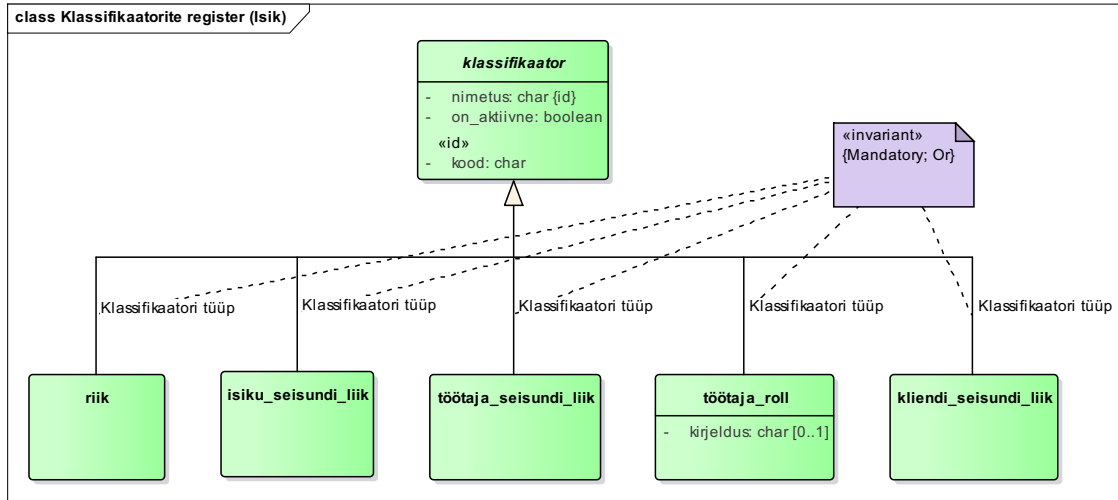 class Klassifikaatorite register (Isik)
klassifikaator
- nimetus: char {id}
- on_aktiivne: boolean
«id»
- kood: char
«invariant»
{Mandatory; Or}
Klassifikaatori tüüp
Klassifikaatori tüüp
Klassifikaatori tüüp
Klassifikaatori tüüp
Klassifikaatori tüüp
riik
isiku_seisundi_liik
töötaja_seisundi_liik
töötaja_roll
- kirjeldus: char [0..1]
kliendi_seisundi_liik